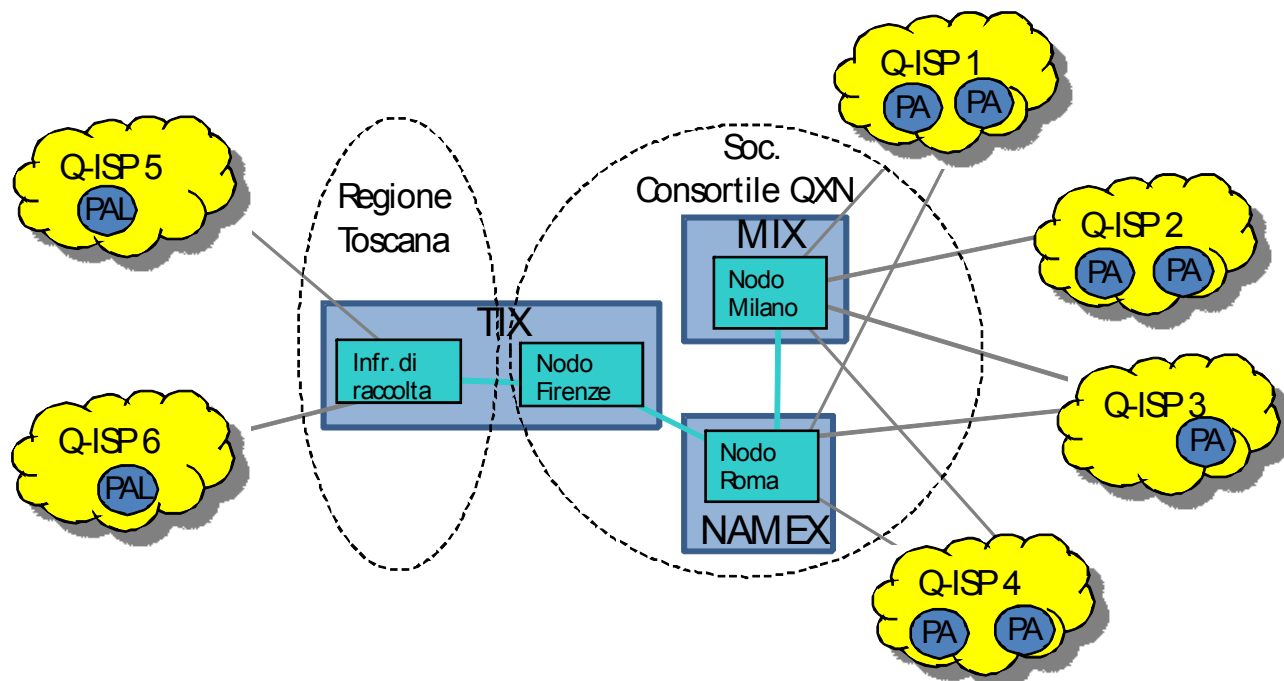 Q-ISP 5
PAL
Q-ISP 6
PAL
Regione
Toscana
TIX
Infr. di
raccolta
Nodo
Firenze
Soc.
Consortile QXN
MIX
Nodo
Milano
Nodo
Roma
NAMEX
Q-ISP 1
PA PA
Q-ISP 2
PA PA
Q-ISP 3
PA
Q-ISP 4
PA PA